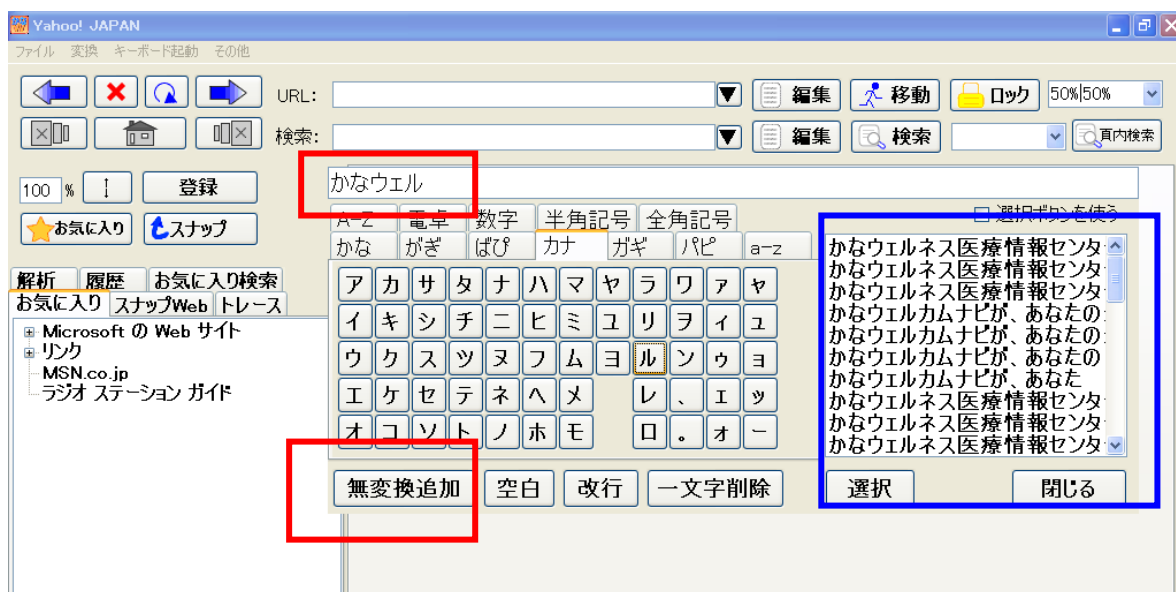 Yahoo! JAPAN
ファイル 変換 キーボード起動 その他
URL: 編集 移動 ロック 50%|50%
検索: 編集 検索 頁内検索
100 % 登録
お気に入り スナップ
かなウェル
A-Z 電卓 数字 半角記号 全角記号
選択ボタンを使う
かな がぎ ばぴ カナ ガギ パピ a-z
解析 履歴 お気に入り検索
お気に入り スナップWeb トレース
Microsoft の Web サイト
リンク
MSN.co.jp
ラジオ ステーション ガイド
ア カ サ タ ナ ハ マ ヤ ラ ワ ァ ャ
イ キ シ チ ニ ヒ ミ ユ リ ヲ ィ ュ
ウ ク ス ツ ヌ フ ム ヨ ル ン ゥ ョ
エ ケ セ テ ネ ヘ メ レ 、 ェ ッ
オ コ ソ ト ノ ホ モ ロ 。 ォ ー
かなウェルネス医療情報センタ
かなウェルネス医療情報センタ
かなウェルネス医療情報センタ
かなウェルカムナビが、あなたの
かなウェルカムナビが、あなたの
かなウェルカムナビが、あなたの
かなウェルカムナビが、あなた
かなウェルネス医療情報センタ
かなウェルネス医療情報センタ
かなウェルネス医療情報センタ
無変換追加 空白 改行 一文字削除 選択 閉じる